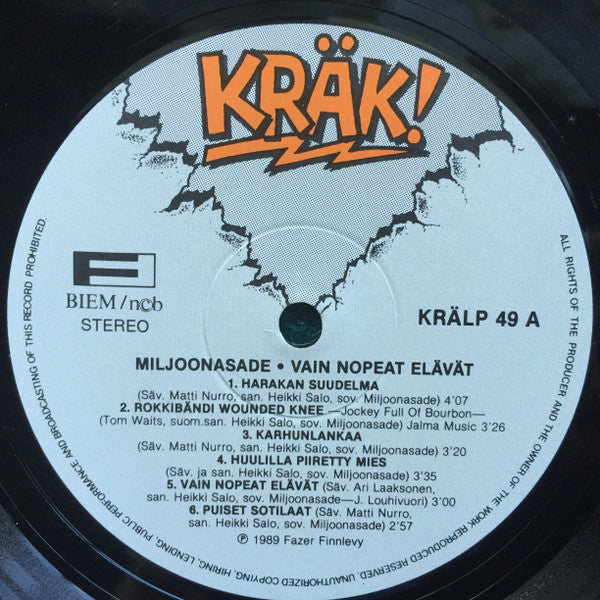 KRÄK!
BIEM/n©b
STEREO
KRÄLP 49 A
MILJOONASADE • VAIN NOPEAT ELÄVÄT
1. HARAKAN SUUDELMA
(Säv. Matti Nurro, san. Heikki Salo, sov. Miljoonasade) 4'07
2. ROKKIBÄNDI WOUNDED KNEE —Jockey Full Of Bourbon—
(Tom Waits, suom.san. Heikki Salo, sov. Miljoonasade) Jalma Music 3'26
3. KARHUNLANKAA
(Säv. Matti Nurro, san. Heikki Salo, sov. Miljoonasade) 3'20
4. HUULILLA PIIRETTY MIES
(Säv. ja san. Heikki Salo, sov. Miljoonasade) 3'35
5. VAIN NOPEAT ELÄVÄT (Säv. Ari Laaksonen,
san. Heikki Salo, sov. Miljoonasade—J. Louhivuori) 3'00
6. PUISET SOTILAAT (Säv. Matti Nurro,
san. Heikki Salo, sov. Miljoonasade) 2'57
℗ 1989 Fazer Finnlevy
ALL RIGHTS OF THE PRODUCER AND THE OWNER OF THE WORK REPRODUCED RESERVED. UNAUTHORIZED COPYING, HIRING, LENDING, PUBLIC PERFORMANCE AND BROADCASTING OF THIS RECORD PROHIBITED.